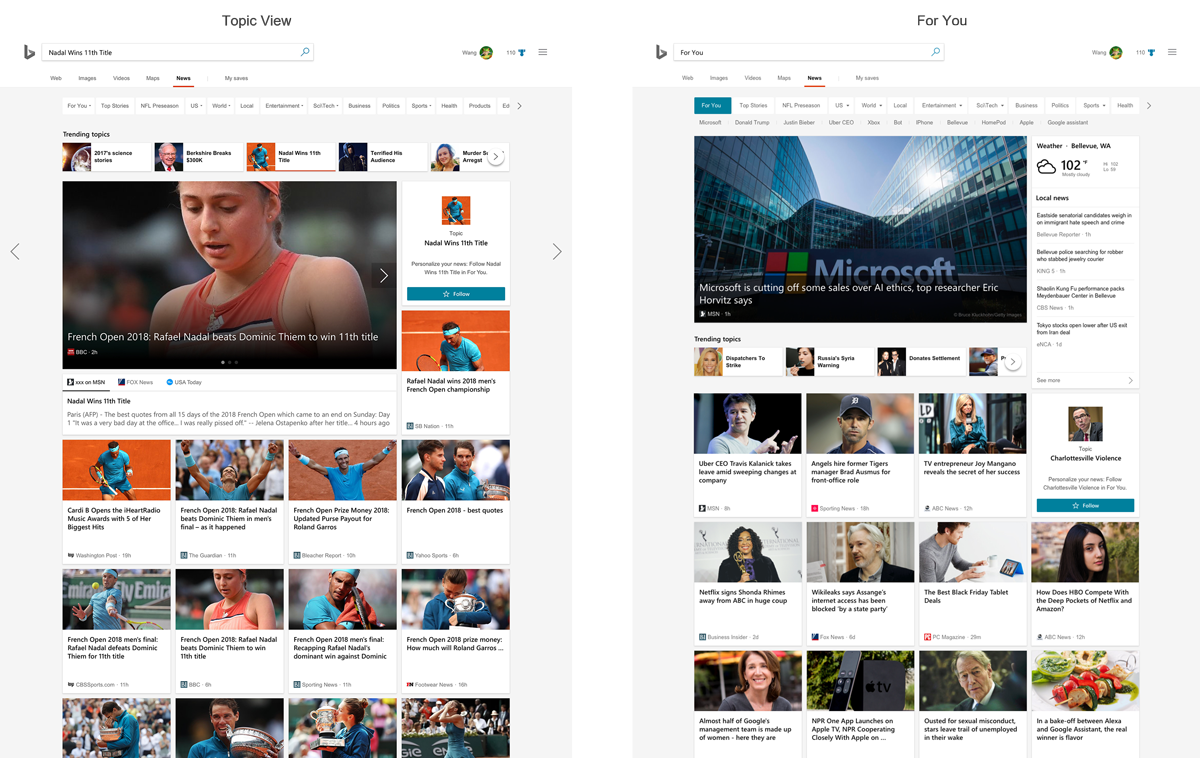 Topic View
Nadal Wins 11th Title
Wang
110
Web
Images
Videos
Maps
News
My saves
For You
Top Stories
NFL Preseason
US
World
Local
Entertainment
Sci\Tech
Business
Politics
Sports
Health
Products
Trending topics
2017's science
stories
Berkshire Breaks
$300K
Nadal Wins 11th
Title
Terrified His
Audience
Murder
Arregst
French Open 2018: Rafael Nadal beats Dominic Thiem to win 11th title
BBC · 2h
Topic
Nadal Wins 11th Title
Personalize your news: Follow Nadal
Wins 11th Title in For You.
Follow
xxx on MSN
FOX News
USA Today
Nadal Wins 11th Title
Paris (AFP) - The best quotes from all 15 days of the 2018 French Open which came to an end on Sunday: Day
1 "It was a very bad day at the office... I was really pissed off." -- Jelena Ostapenko after her title... 4 hours ago
Rafael Nadal wins 2018 men's
French Open championship
SB Nation · 11h
Cardi B Opens the iHeartRadio
Music Awards with 5 of Her
Biggest Hits
Washington Post · 19h
French Open 2018: Rafael Nadal
beats Dominic Thiem in men's
final – as it happened
The Guardian · 11h
French Open Prize Money 2018:
Updated Purse Payout for
Roland Garros
Bleacher Report · 10h
French Open 2018 - best quotes
Yahoo Sports · 6h
French Open 2018 men's final:
Rafael Nadal defeats Dominic
Thiem for 11th title
CBSSports.com · 11h
French Open 2018: Rafael Nadal
beats Dominic Thiem to win
11th title
BBC · 6h
French Open 2018 men's final:
Recapping Rafael Nadal's
dominant win against Dominic
Sporting News · 11h
French Open 2018 prize money:
How much will Roland Garros ...
Footwear News · 16h
For You
For You
Wang
110
Web
Images
Videos
Maps
News
My saves
For You
Top Stories
NFL Preseason
US
World
Local
Entertainment
Sci\Tech
Business
Politics
Sports
Health
Microsoft
Donald Trump
Justin Bieber
Uber CEO
Xbox
Bot
IPhone
Bellevue
HomePod
Apple
Google assistant
Microsoft
Microsoft is cutting off some sales over AI ethics, top researcher Eric
Horvitz says
MSN · 1h
Weather · Bellevue, WA
102 °F
Mostly cloudy
Hi 102
Lo 59
Local news
Eastside senatorial candidates weigh in
on immigrant hate speech and crime
Bellevue Reporter · 1h
Bellevue police searching for robber
who stabbed jewelry courier
KING 5 · 1h
Shaolin Kung Fu performance packs
Meydenbauer Center in Bellevue
CBS News · 1h
Tokyo stocks open lower after US exit
from Iran deal
eNCA · 1d
See more
Trending topics
Dispatchers To
Strike
Russia's Syria
Warning
Donates Settlement
Uber CEO Travis Kalanick takes
leave amid sweeping changes at
company
MSN · 8h
Angels hire former Tigers
manager Brad Ausmus for
front-office role
Sporting News · 18h
TV entrepreneur Joy Mangano
reveals the secret of her success
ABC News · 12h
Topic
Charlottesville Violence
Personalize your news: Follow
Charlottesville Violence in For You.
Follow
Netflix signs Shonda Rhimes
away from ABC in huge coup
Business Insider · 2d
Wikileaks says Assange's
internet access has been
blocked 'by a state party'
Fox News · 6d
The Best Black Friday Tablet
Deals
PC Magazine · 29m
How Does HBO Compete With
the Deep Pockets of Netflix and
Amazon?
ABC News · 12h
tv
Almost half of Google's
management team is made up
of women - here they are
NPR One App Launches on
Apple TV, NPR Cooperating
Closely With Apple on ...
Ousted for sexual misconduct,
stars leave trail of unemployed
in their wake
In a bake-off between Alexa
and Google Assistant, the real
winner is flavor